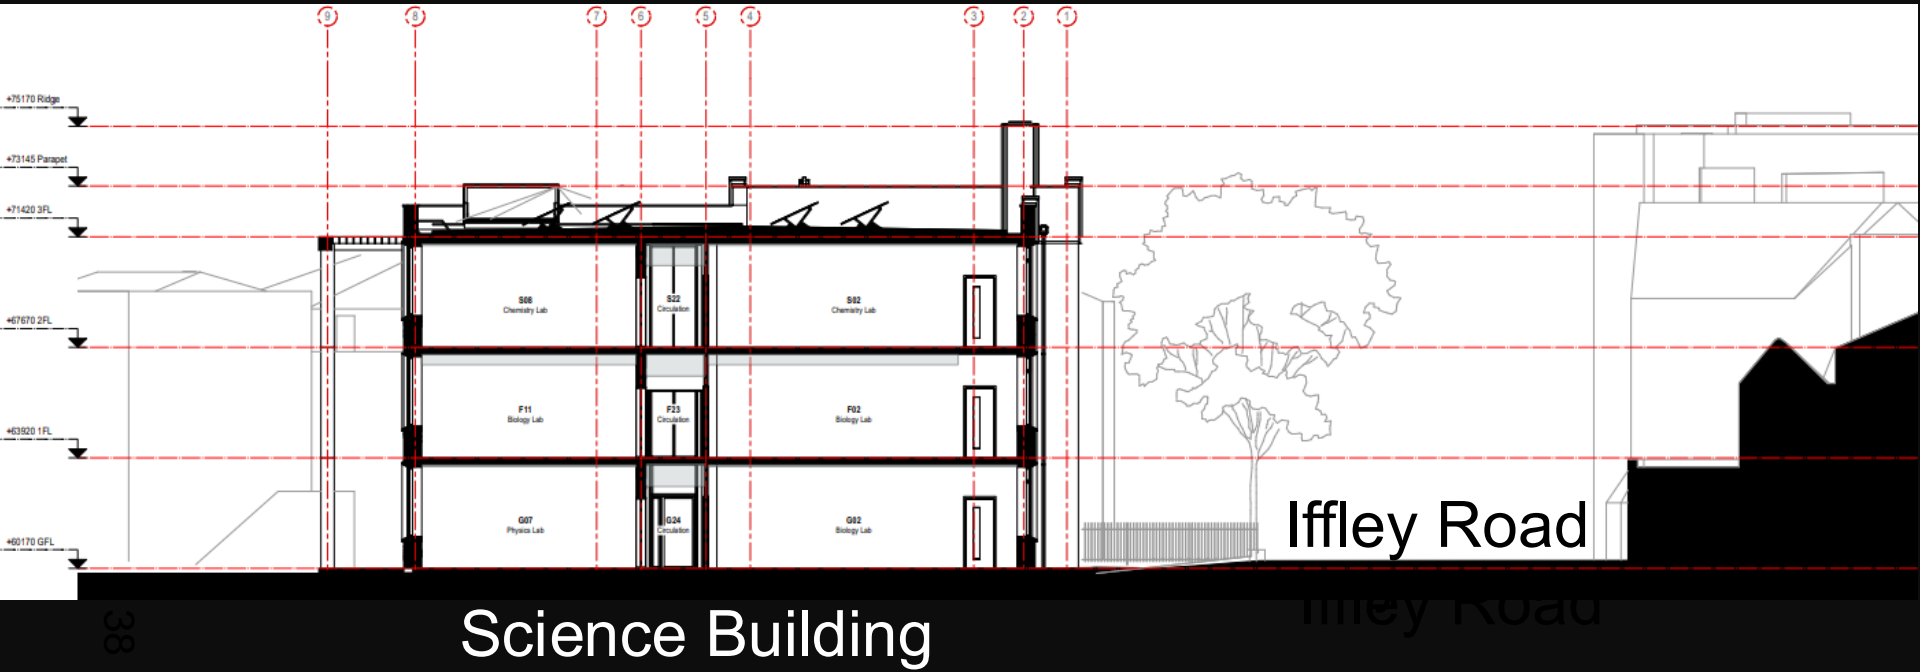 9 8 7 6 5 4 3 2 1
+75170 Ridge
+73145 Parapet
+71420 3FL
+67670 2FL
+63920 1FL
+60170 GFL
S08
Chemistry Lab
S22
Circulation
S02
Chemistry Lab
F11
Biology Lab
F23
Circulation
F02
Biology Lab
G07
Physics Lab
G24
Circulation
G02
Biology Lab
Iffley Road
Iffley Road
38
Science Building